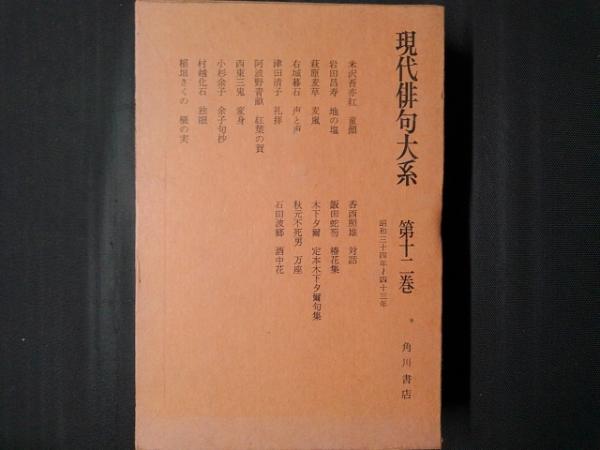 現代俳句大系 第十二巻
昭和三十四年〜四十三年
角川書店
米沢吾亦紅 童顔
岩田昌寿 地の塩
萩原麦草 麦嵐
右城暮石 声と声
津田清子 礼拝
阿波野青畝 紅葉の賀
西東三鬼 変身
小杉余子 余子句抄
村越化石 独眼
稲垣きくの 榧の実
香西照雄 対話
飯田蛇笏 椿花集
木下夕爾 定本木下夕爾句集
秋元不死男 万座
石田波郷 酒中花